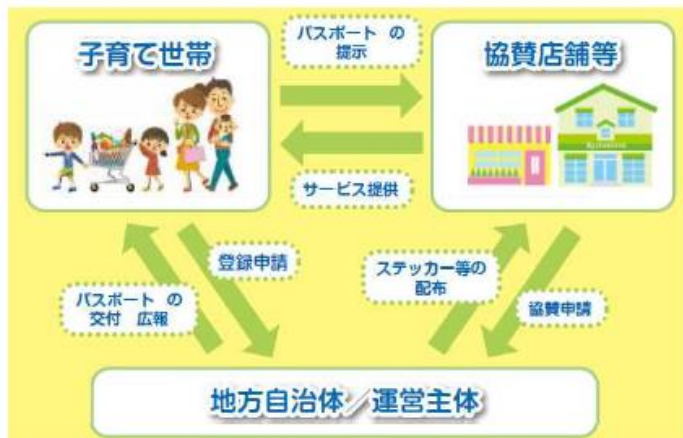 子育て世帯
パスポート の
提示
協賛店舗等
サービス提供
登録申請
ステッカー等の
配布
パスポート の
交付 広報
協賛申請
地方自治体／運営主体